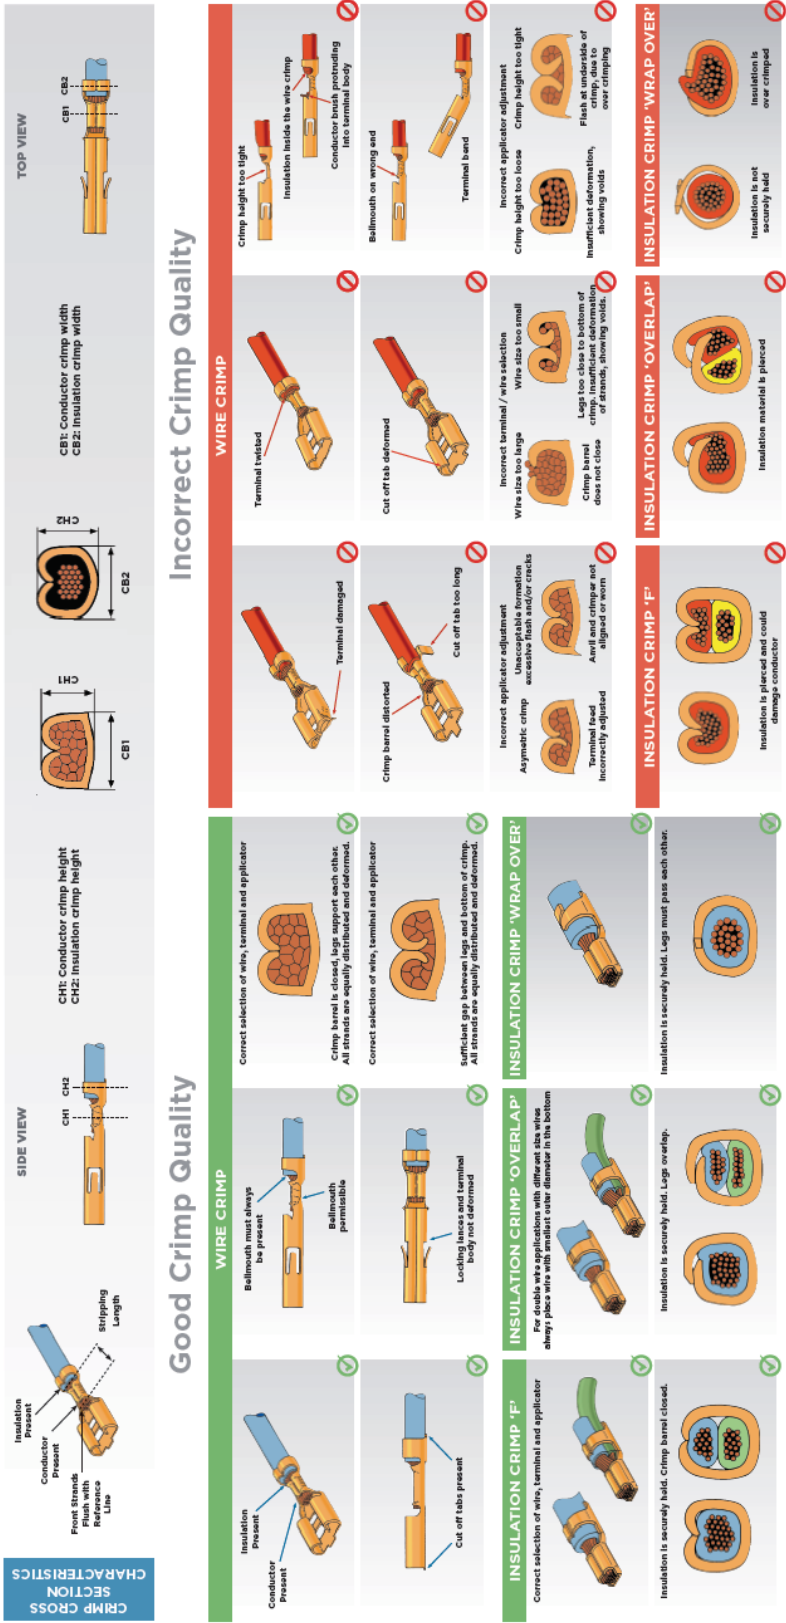 CRIMP CROSS
SECTION
CHARACTERISTICS
Insulation
Present
Conductor
Present
Front Strands
Flush with
Reference
Line
Stripping
Length
SIDE VIEW
CH1
CH2
CH1: Conductor crimp height
CH2: Insulation crimp height
CH1
CB1
CH2
CB2
CB1: Conductor crimp width
CB2: Insulation crimp width
TOP VIEW
CB1
CB2
Good Crimp Quality
WIRE CRIMP
Insulation
Present
Conductor
Present
Bellmouth must always
be present
Bellmouth
permissible
Correct selection of wire, terminal and applicator
Crimp barrel is closed, legs support each other.
All strands are equally distributed and deformed.
Cut off tabs present
Locking lances and terminal
body not deformed
Correct selection of wire, terminal and applicator
Sufficient gap between legs and bottom of crimp.
All strands are equally distributed and deformed.
INSULATION CRIMP ‘F’
Correct selection of wire, terminal and applicator
Insulation is securely held. Crimp barrel closed.
INSULATION CRIMP ‘OVERLAP’
For double wire applications with different size wires
always place wire with smallest outer diameter in the bottom
Insulation is securely held. Legs overlap.
INSULATION CRIMP ‘WRAP OVER’
Insulation is securely held. Legs must pass each other.
Incorrect Crimp Quality
WIRE CRIMP
Terminal damaged
Terminal twisted
Crimp height too tight
Insulation inside the wire crimp
Conductor brush protruding
into terminal body
Crimp barrel distorted
Cut off tab too long
Cut off tab deformed
Bellmouth on wrong end
Terminal bend
Incorrect applicator adjustment
Asymetric crimp
Unacceptable formation
excessive flash and/or cracks
Terminal feed
incorrectly adjusted
Anvil and crimper not
aligned or worn
Incorrect terminal / wire selection
Wire size too large
Wire size too small
Crimp barrel
does not close
Legs too close to bottom of
crimp. Insufficient deformation
of strands, showing voids.
Incorrect applicator adjustment
Crimp height too loose
Crimp height too tight
Insufficient deformation,
showing voids
Flash at underside of
crimp, due to
over crimping
INSULATION CRIMP ‘F’
Insulation is pierced and could
damage conductor
INSULATION CRIMP ‘OVERLAP’
Insulation material is pierced
INSULATION CRIMP ‘WRAP OVER’
Insulation is not
securely held
Insulation is
over crimped